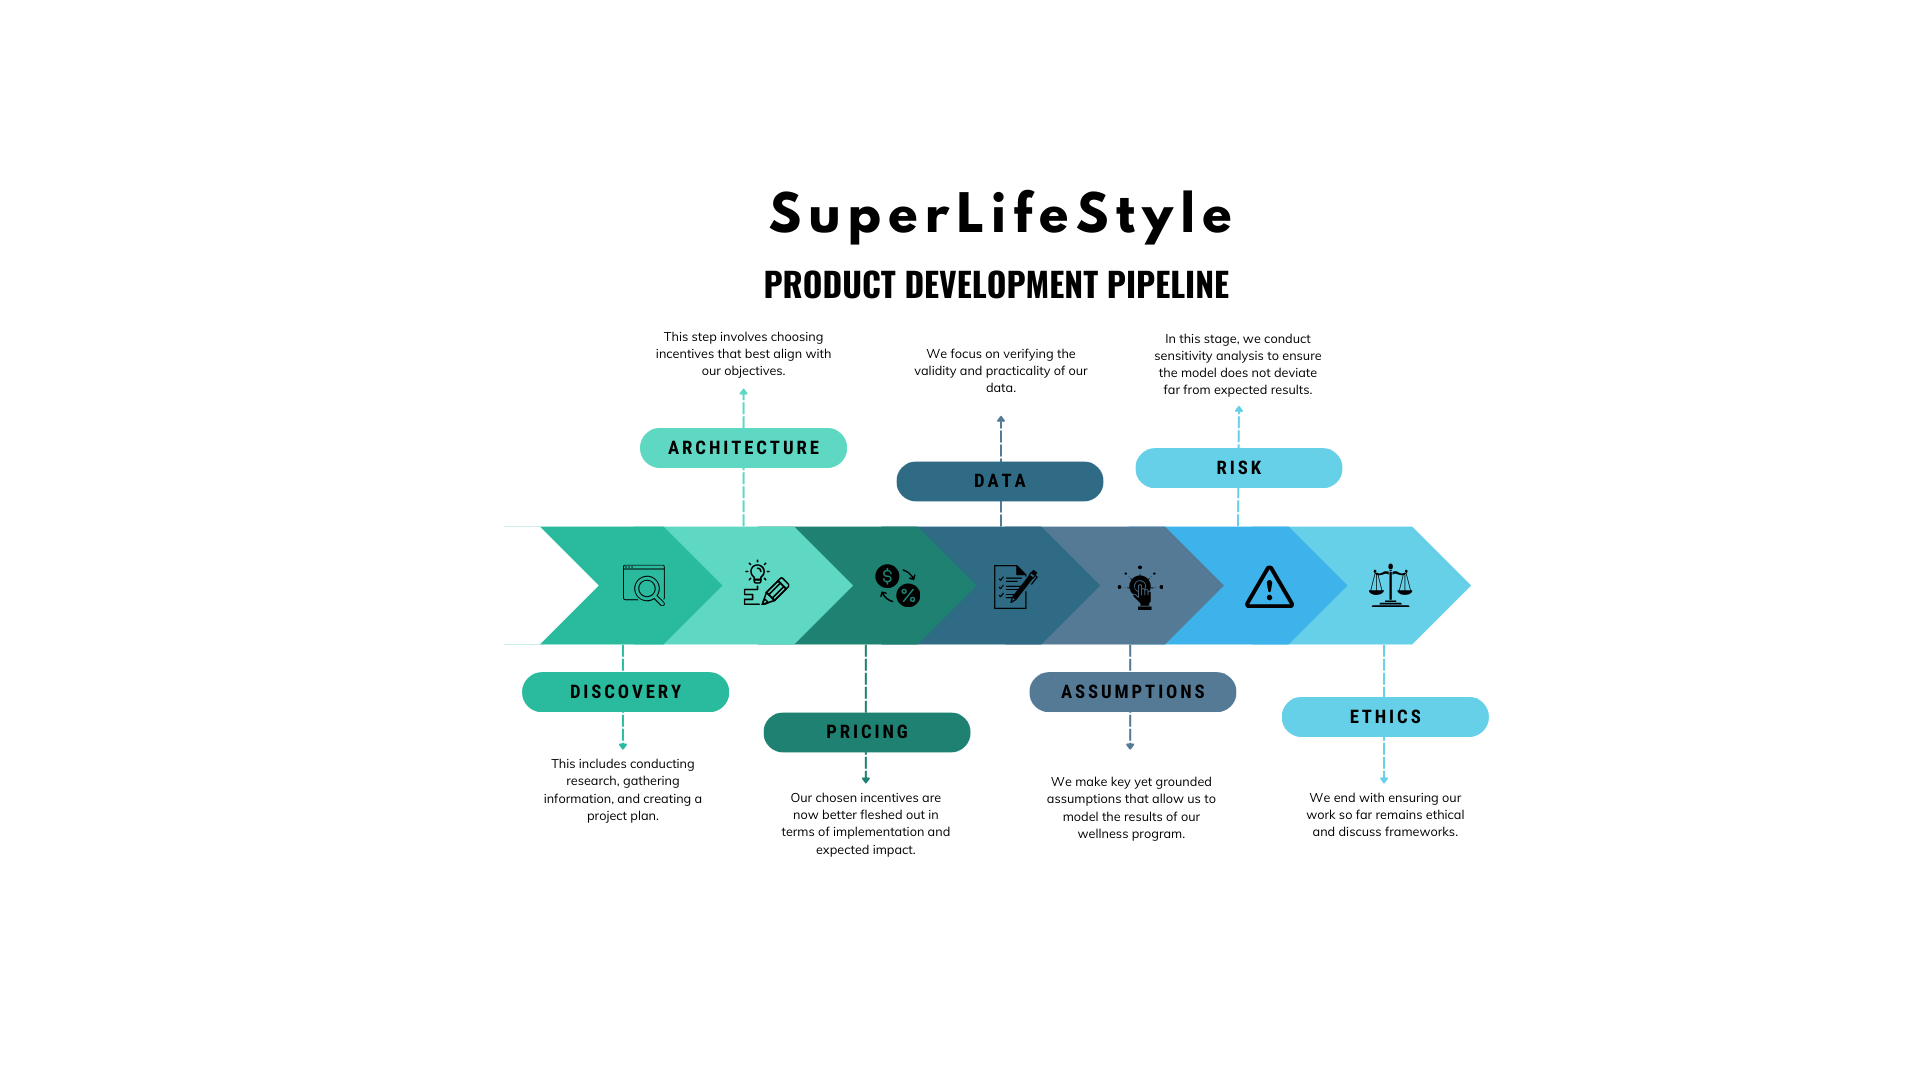 SuperLifeStyle
PRODUCT DEVELOPMENT PIPELINE
This step involves choosing
incentives that best align with
our objectives.
We focus on verifying the
validity and practicality of our
data.
In this stage, we conduct
sensitivity analysis to ensure
the model does not deviate
far from expected results.
ARCHITECTURE
DATA
RISK
DISCOVERY
PRICING
ASSUMPTIONS
ETHICS
This includes conducting
research, gathering
information, and creating a
project plan.
Our chosen incentives are
now better fleshed out in
terms of implementation and
expected impact.
We make key yet grounded
assumptions that allow us to
model the results of our
wellness program.
We end with ensuring our
work so far remains ethical
and discuss frameworks.